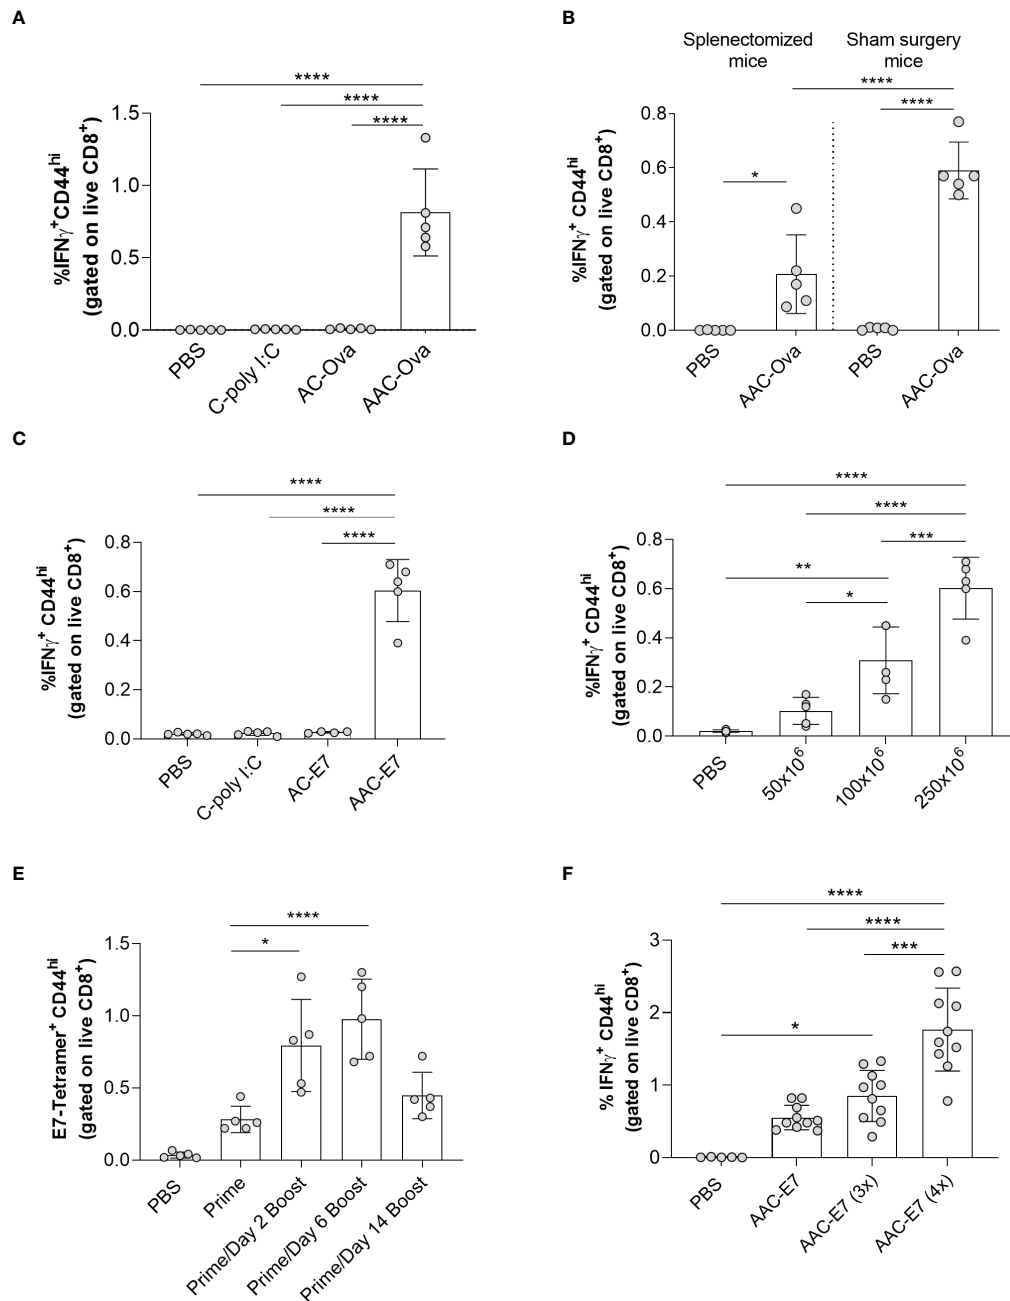 A
****
****
****
%IFNγ⁺CD44ʰⁱ
(gated on live CD8⁺)
1.5
1.0
0.5
0.0
PBS
C-poly I:C
AC-Ova
AAC-Ova
B
Splenectomized
mice
Sham surgery
mice
****
****
*
%IFNγ⁺ CD44ʰⁱ
(gated on live CD8⁺)
0.8
0.6
0.4
0.2
0.0
PBS
AAC-Ova
PBS
AAC-Ova
C
****
****
****
%IFNγ⁺ CD44ʰⁱ
(gated on live CD8⁺)
0.8
0.6
0.4
0.2
0.0
PBS
C-poly I:C
AC-E7
AAC-E7
D
****
****
***
**
*
%IFNγ⁺ CD44ʰⁱ
(gated on live CD8⁺)
0.8
0.6
0.4
0.2
0.0
PBS
50x10⁶
100x10⁶
250x10⁶
E
****
*
E7-Tetramer⁺ CD44ʰⁱ
(gated on live CD8⁺)
1.5
1.0
0.5
0.0
PBS
Prime
Prime/Day 2 Boost
Prime/Day 6 Boost
Prime/Day 14 Boost
F
****
****
***
*
% IFNγ⁺ CD44ʰⁱ
(gated on live CD8⁺)
3
2
1
0
PBS
AAC-E7
AAC-E7 (3x)
AAC-E7 (4x)